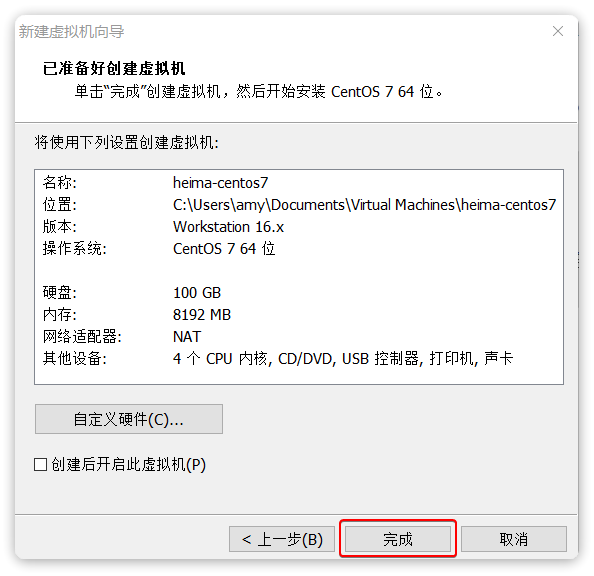 新建虚拟机向导
已准备好创建虚拟机
单击“完成”创建虚拟机，然后开始安装 CentOS 7 64 位。
将使用下列设置创建虚拟机:
名称: heima-centos7
位置: C:\Users\amy\Documents\Virtual Machines\heima-centos7
版本: Workstation 16.x
操作系统: CentOS 7 64 位
硬盘: 100 GB
内存: 8192 MB
网络适配器: NAT
其他设备: 4 个 CPU 内核, CD/DVD, USB 控制器, 打印机, 声卡
自定义硬件(C)...
创建后开启此虚拟机(P)
< 上一步(B) 完成 取消